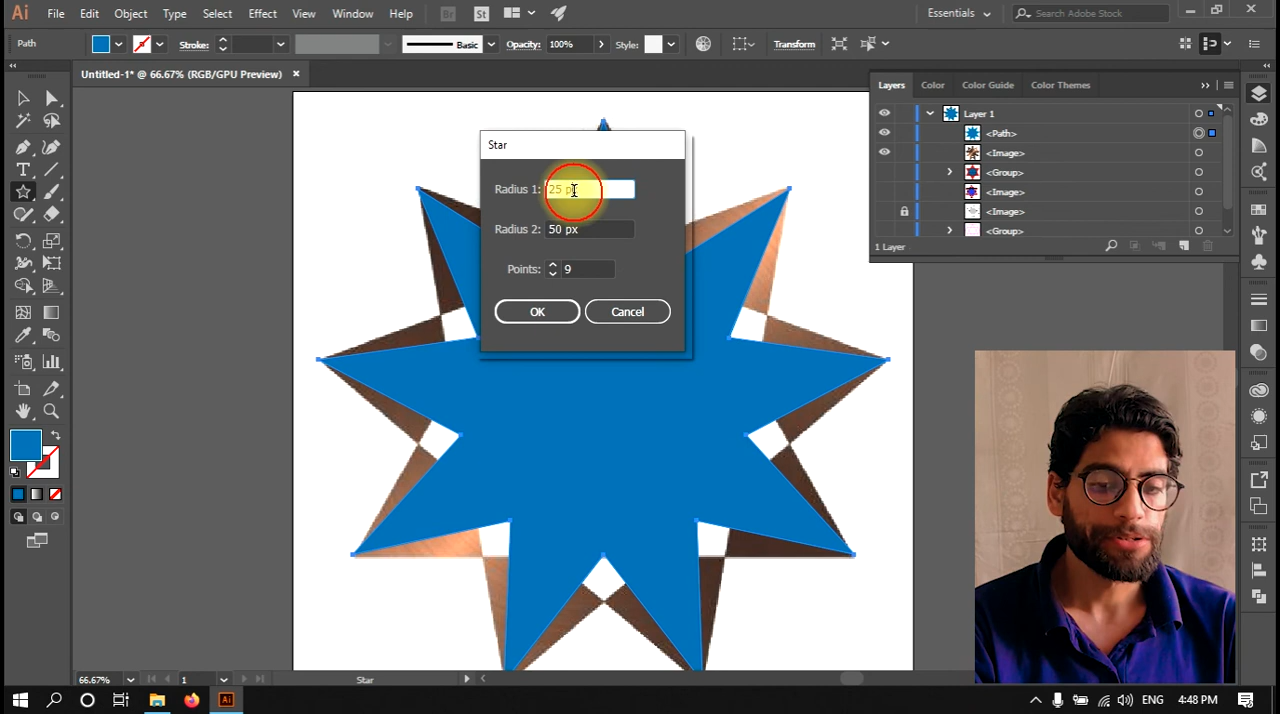 Ai File Edit Object Type Select Effect View Window Help Br St Essentials Search Adobe Stock
Path Stroke: Basic Opacity: 100% Style: Transform
Untitled-1* @ 66.67% (RGB/GPU Preview)
Layers Color Color Guide Color Themes
Layer 1
<Path>
<Image>
<Group>
<Image>
<Image>
<Group>
1 Layer
Star
Radius 1: 25 px
Radius 2: 50 px
Points: 9
OK Cancel
66.67% 1 Star
Ai ENG 4:48 PM